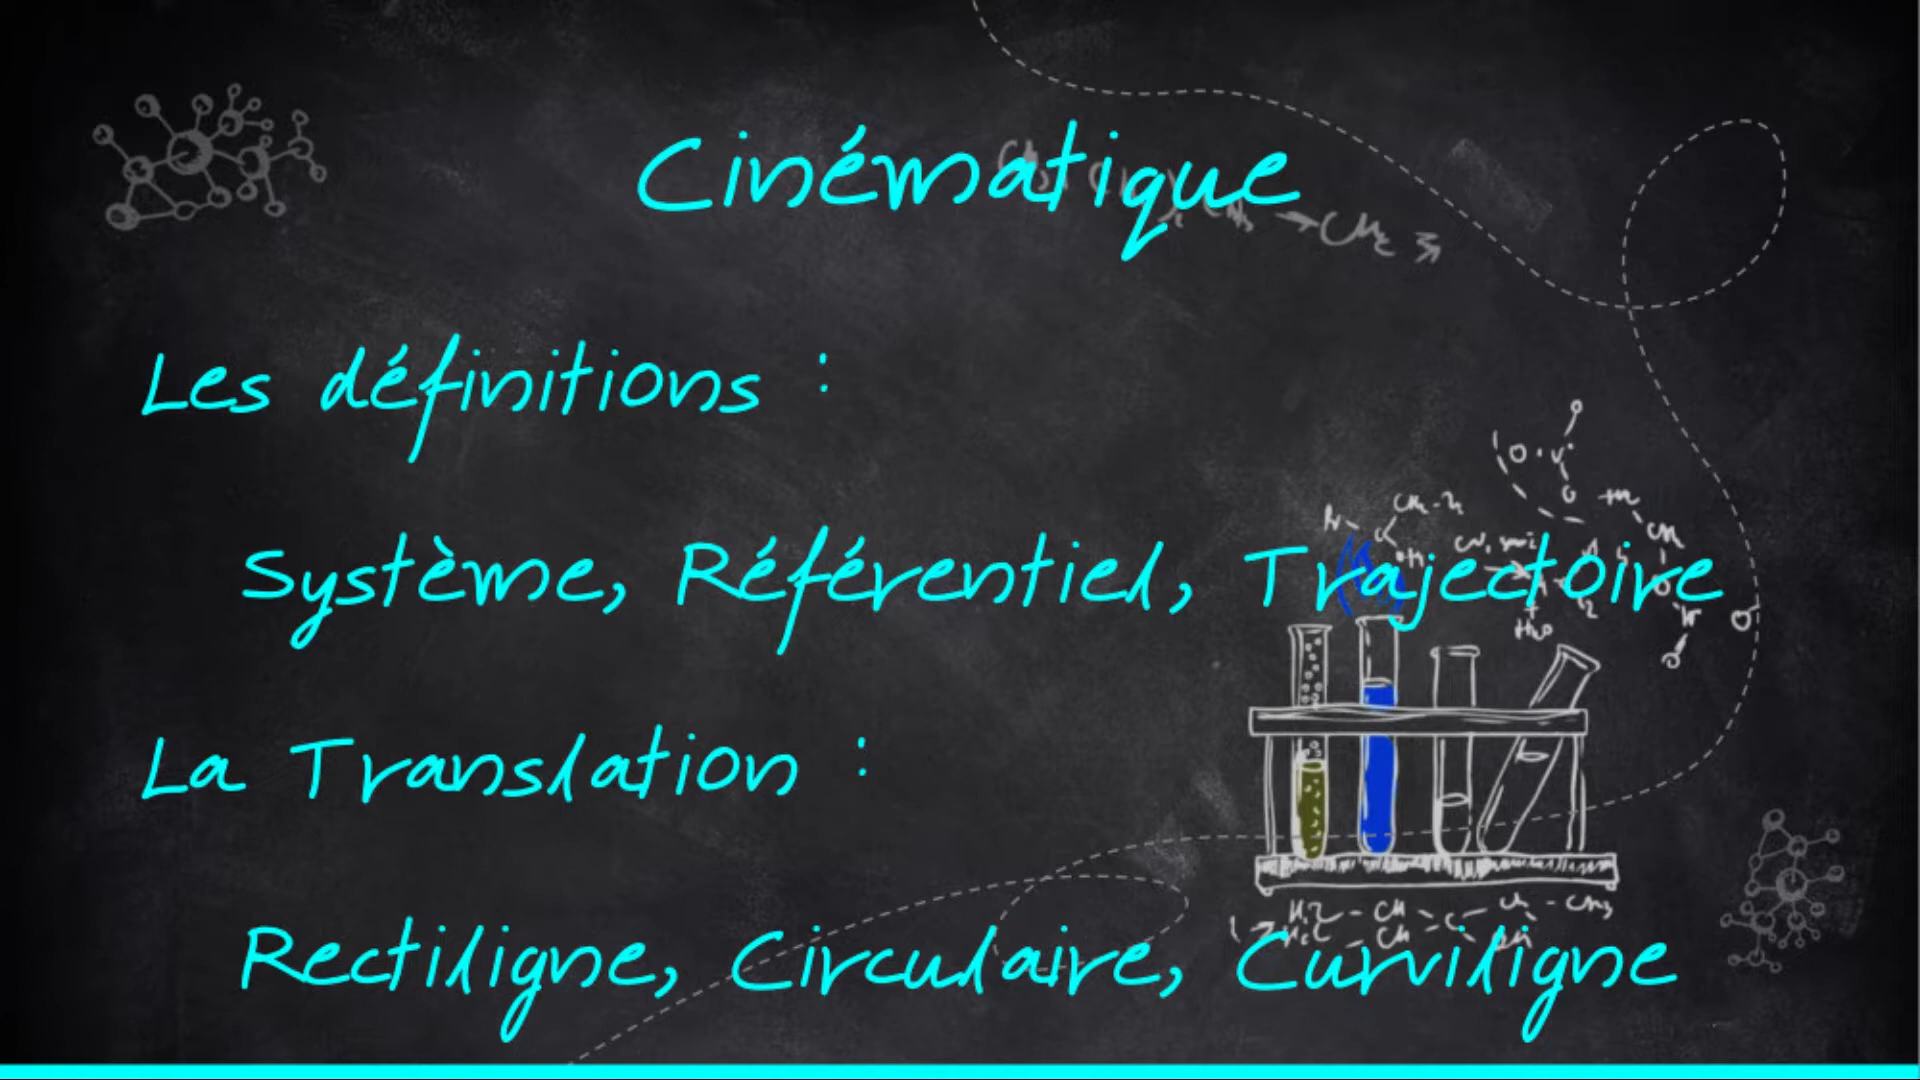 Cinématique
Les définitions :
Système, Référentiel, Trajectoire
La Translation :
Rectiligne, Circulaire, Curviligne